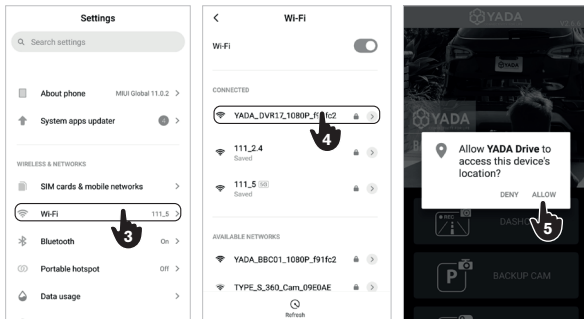 Settings
Search settings
About phone MIUI Global 11.0.2
System apps updater
WIRELESS & NETWORKS
SIM cards & mobile networks
Wi-Fi 111_5
3
Bluetooth On
Portable hotspot Off
Data usage
Wi-Fi
Wi-Fi
CONNECTED
YADA_DVR17_1080P_f91fc2
4
111_2.4
Saved
111_5
Saved
AVAILABLE NETWORKS
YADA_BBC01_1080P_f91fc2
TYPE_S_360_Cam_09E0AE
Refresh
YADA
YADA
YADA
Allow YADA Drive to
access this device's
location?
DENY ALLOW
5
REC
DASH
P
BACKUP CAM